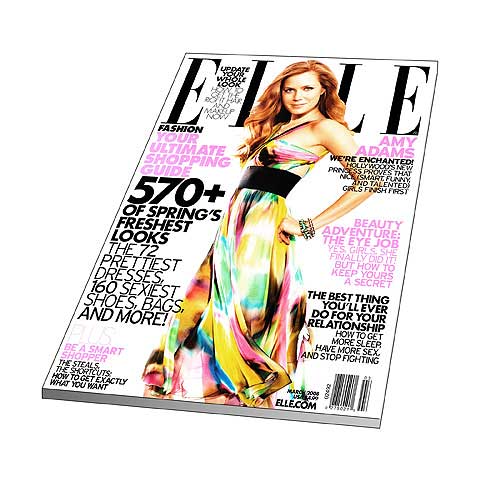 ELLE
UPDATE
YOUR
WHOLE
LOOK
FASHION
YOUR
ULTIMATE
SHOPPING
GUIDE
570+
OF SPRING'S
FRESHEST
LOOKS
THE 72
PRETTIEST
DRESSES,
160 SEXIEST
SHOES, BAGS,
AND MORE!
PLUS
BE A SMART
SHOPPER
THE STEALS,
THE SHORTCUTS:
HOW TO GET EXACTLY
WHAT YOU WANT
AMY
ADAMS
WE'RE ENCHANTED!
HOLLYWOOD'S NEW
PRINCESS PROVES THAT
NICE (SMART, FUNNY,
AND TALENTED)
GIRLS FINISH FIRST
BEAUTY
ADVENTURE:
THE EYE JOB
YES, GIRLS, SHE
FINALLY DID IT!
BUT HOW TO
KEEP YOURS
A SECRET
THE BEST THING
YOU'LL EVER
DO FOR YOUR
RELATIONSHIP
HOW TO GET
MORE SLEEP,
HAVE MORE SEX,
AND STOP FIGHTING
MARCH 2008
ELLE.COM